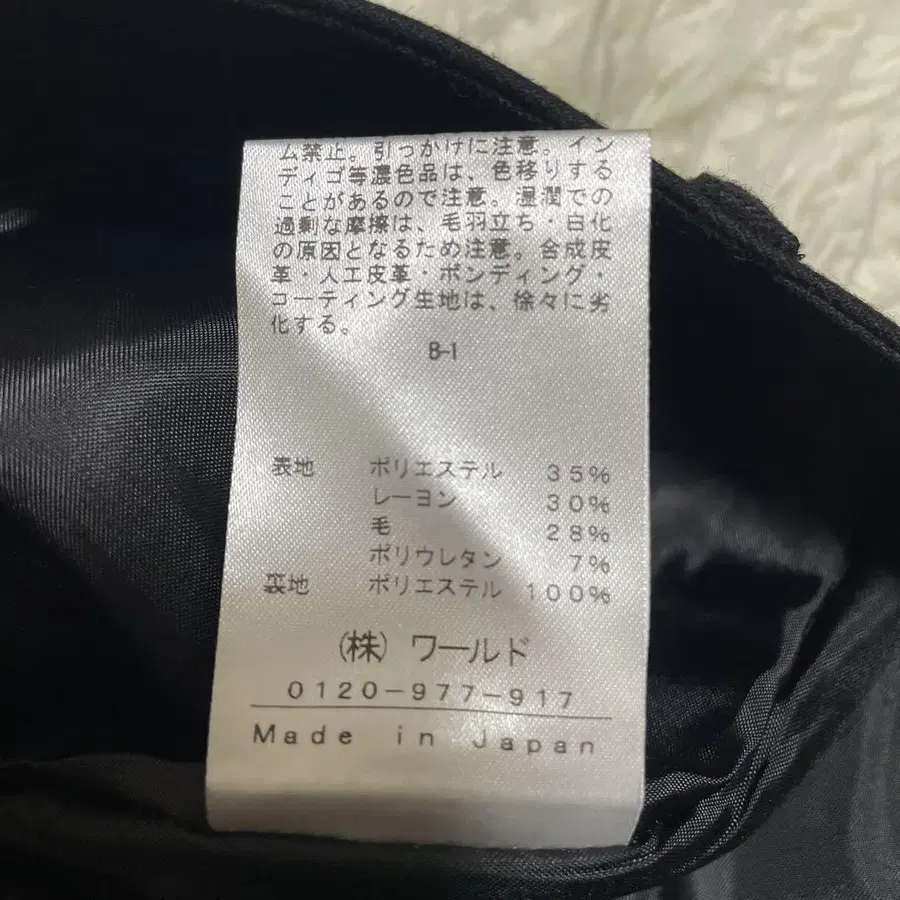 ム禁止。引っかけに注意。イン
ディゴ等濃色品は、色移りする
ことがあるので注意。湿潤での
過剰な摩擦は、毛羽立ち・白化
の原因となるため注意。合成皮
革・人工皮革・ボンディング・
コーティング生地は、徐々に劣
化する。
B-1
表地 ポリエステル 35%
レーヨン 30%
毛 28%
ポリウレタン 7%
裏地 ポリエステル 100%
(株) ワールド
0120-977-917
Made in Japan